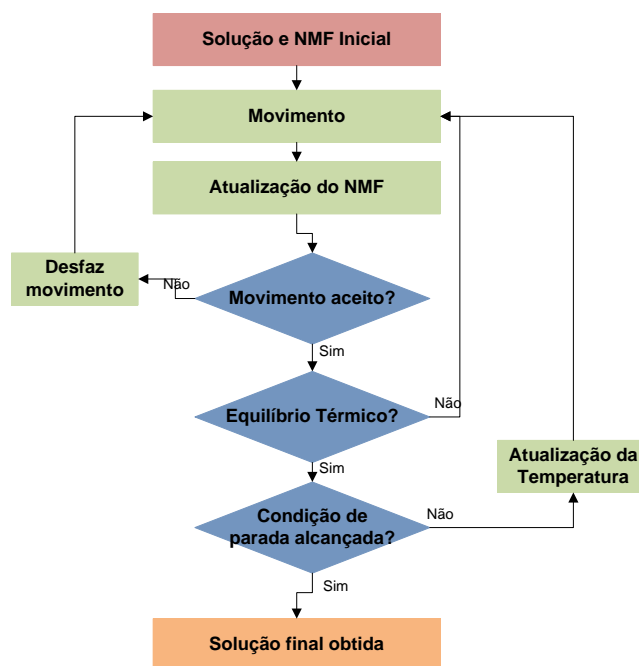 Solução e NMF Inicial
Movimento
Atualização do NMF
Desfaz
movimento
Não
Movimento aceito?
Sim
Equilíbrio Térmico?
Não
Sim
Atualização da
Temperatura
Condição de
parada alcançada?
Não
Sim
Solução final obtida